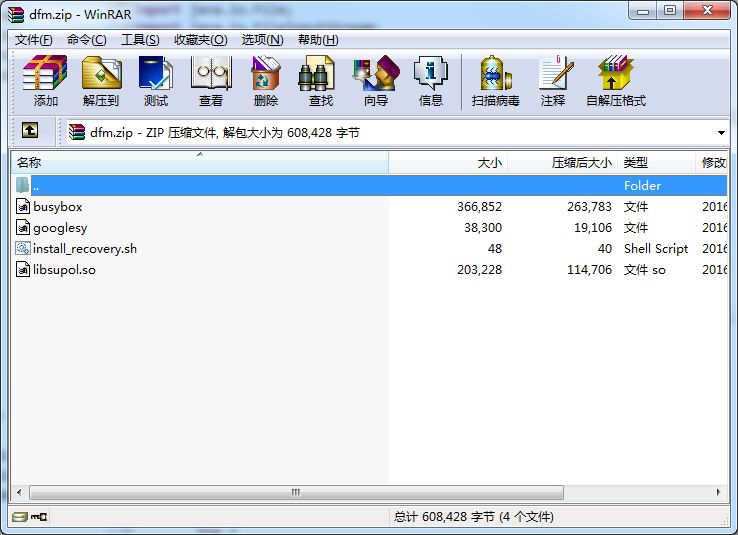 import java.io.File;
dfm.zip - WinRAR
文件(F) 命令(C) 工具(S) 收藏夹(O) 选项(N) 帮助(H)
添加 解压到 测试 查看 删除 查找 向导 信息 扫描病毒 注释 自解压格式
dfm.zip - ZIP 压缩文件, 解包大小为 608,428 字节
名称 大小 压缩后大小 类型 修改
.. Folder
busybox 366,852 263,783 文件 2016
googlesy 38,300 19,106 文件 2016
install_recovery.sh 48 40 Shell Script 2016
libsupol.so 203,228 114,706 文件 so 2016
总计 608,428 字节 (4 个文件)